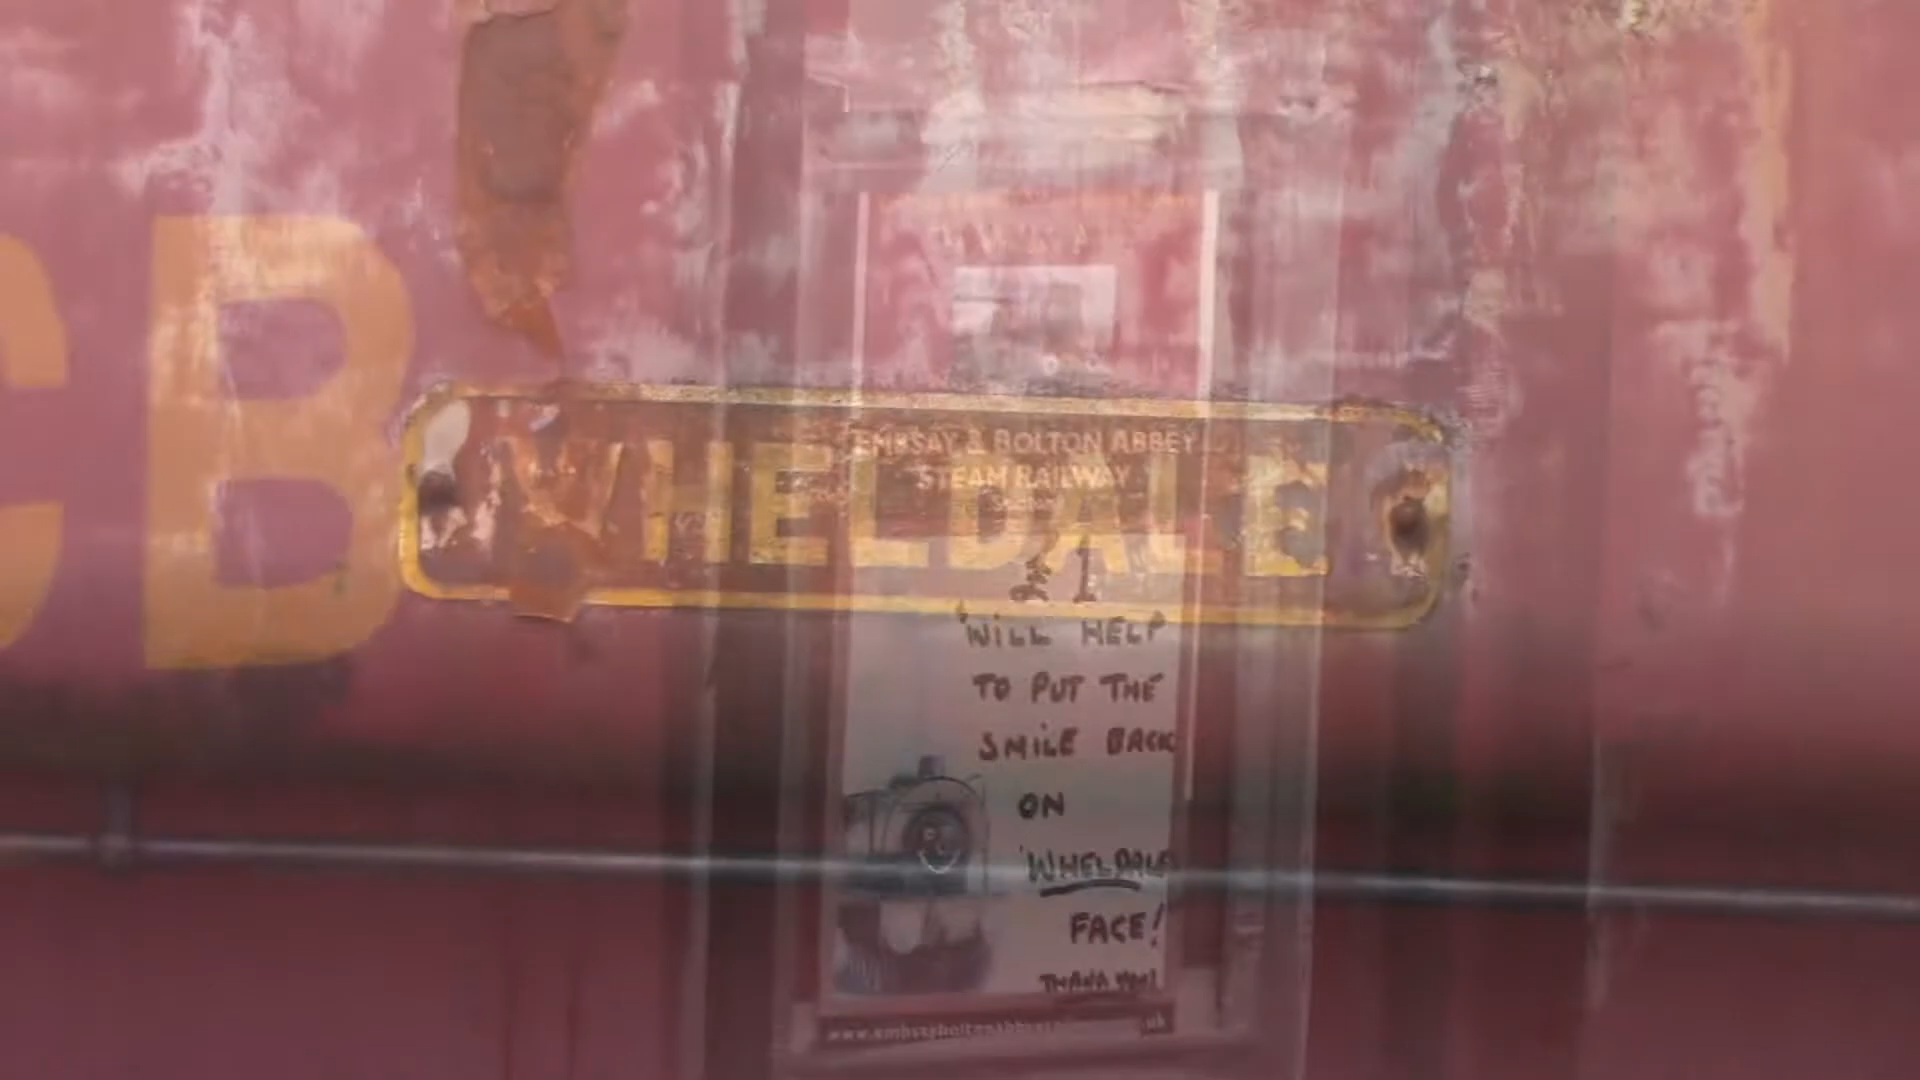 CB
WHELDALE
EMBSAY & BOLTON ABBEY
STEAM RAILWAY
£1
WILL HELP
TO PUT THE
SMILE BACK
ON
'WHELDALE
FACE!
THANK YOU!